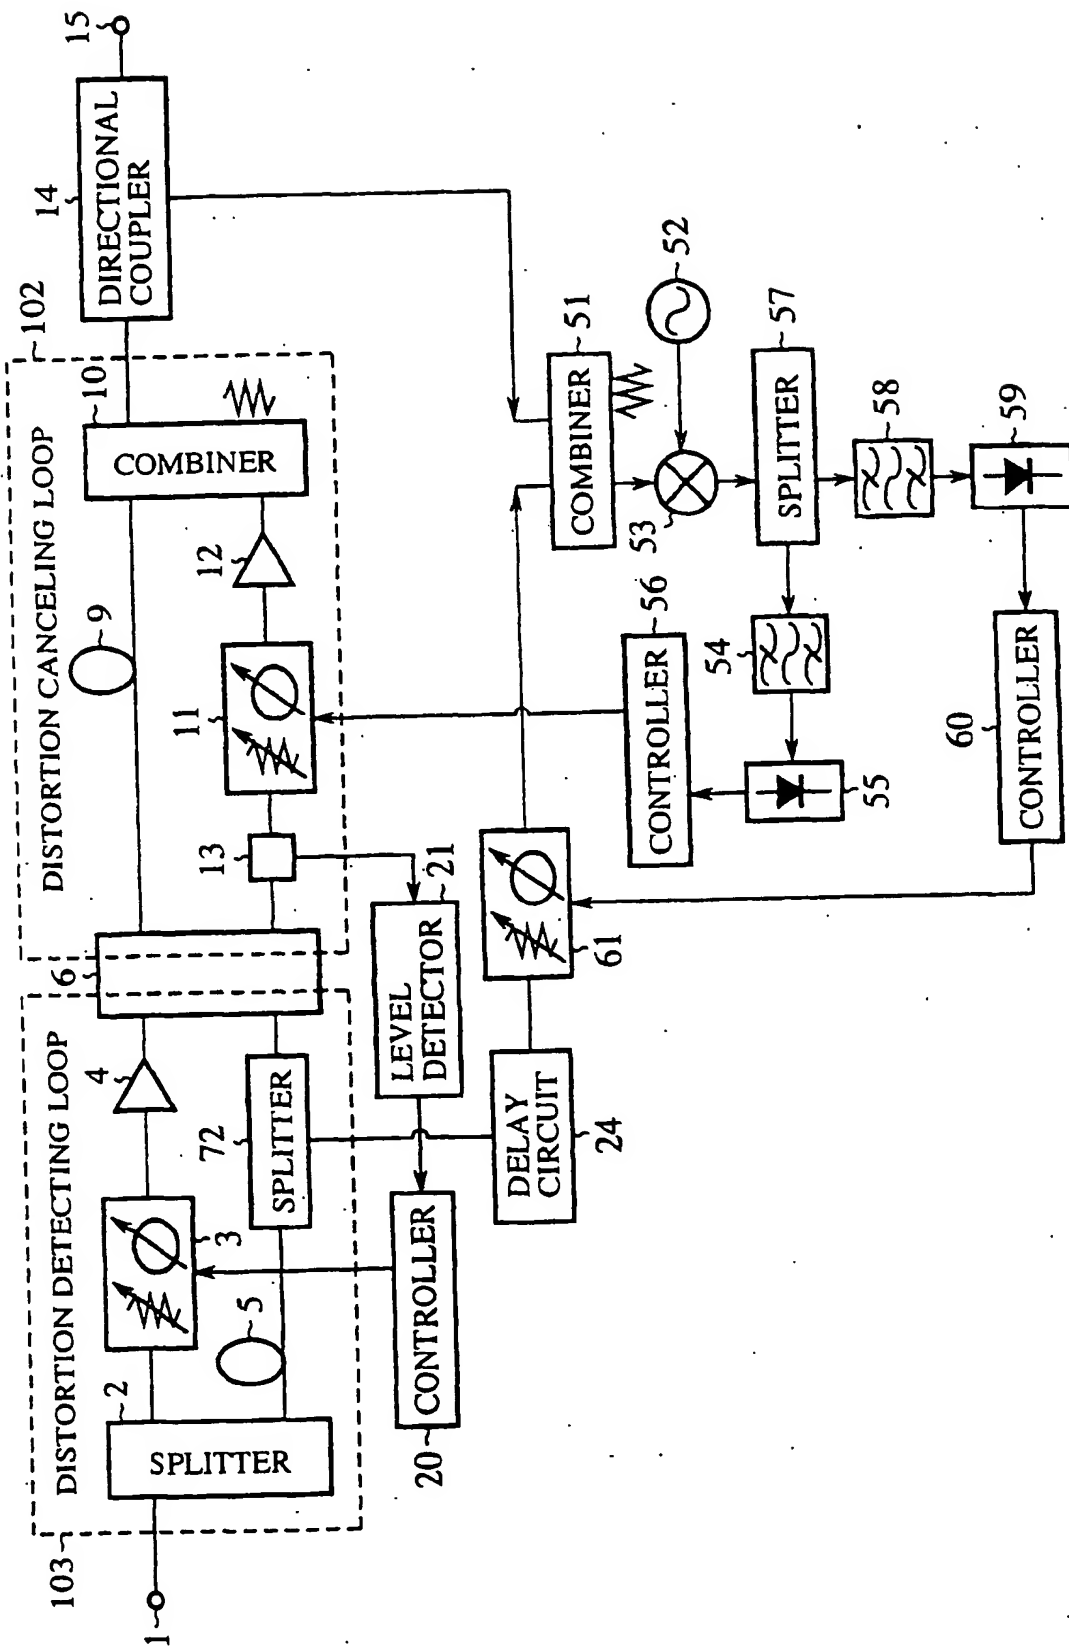 103
DISTORTION DETECTING LOOP
1
SPLITTER
2
3
4
5
SPLITTER
72
6
DISTORTION CANCELING LOOP
102
9
10
COMBINER
11
12
13
DIRECTIONAL
COUPLER
14
15
CONTROLLER
20
LEVEL
DETECTOR
21
DELAY
CIRCUIT
24
61
COMBINER
51
52
53
SPLITTER
57
54
55
CONTROLLER
56
58
59
CONTROLLER
60